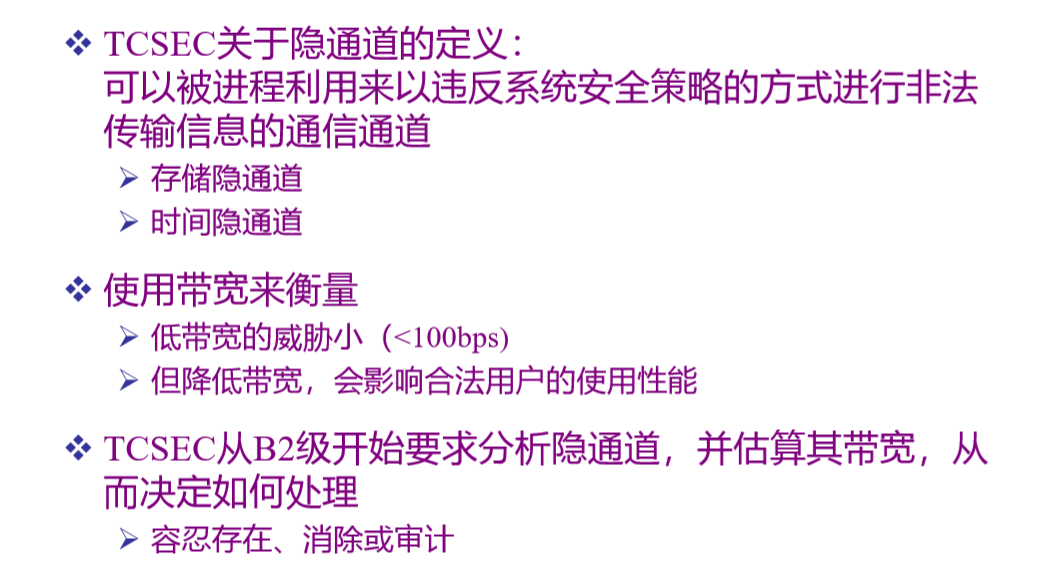 TCSEC关于隐通道的定义：
可以被进程利用来以违反系统安全策略的方式进行非法
传输信息的通信通道
存储隐通道
时间隐通道
使用带宽来衡量
低带宽的威胁小（<100bps)
但降低带宽，会影响合法用户的使用性能
TCSEC从B2级开始要求分析隐通道，并估算其带宽，从
而决定如何处理
容忍存在、消除或审计